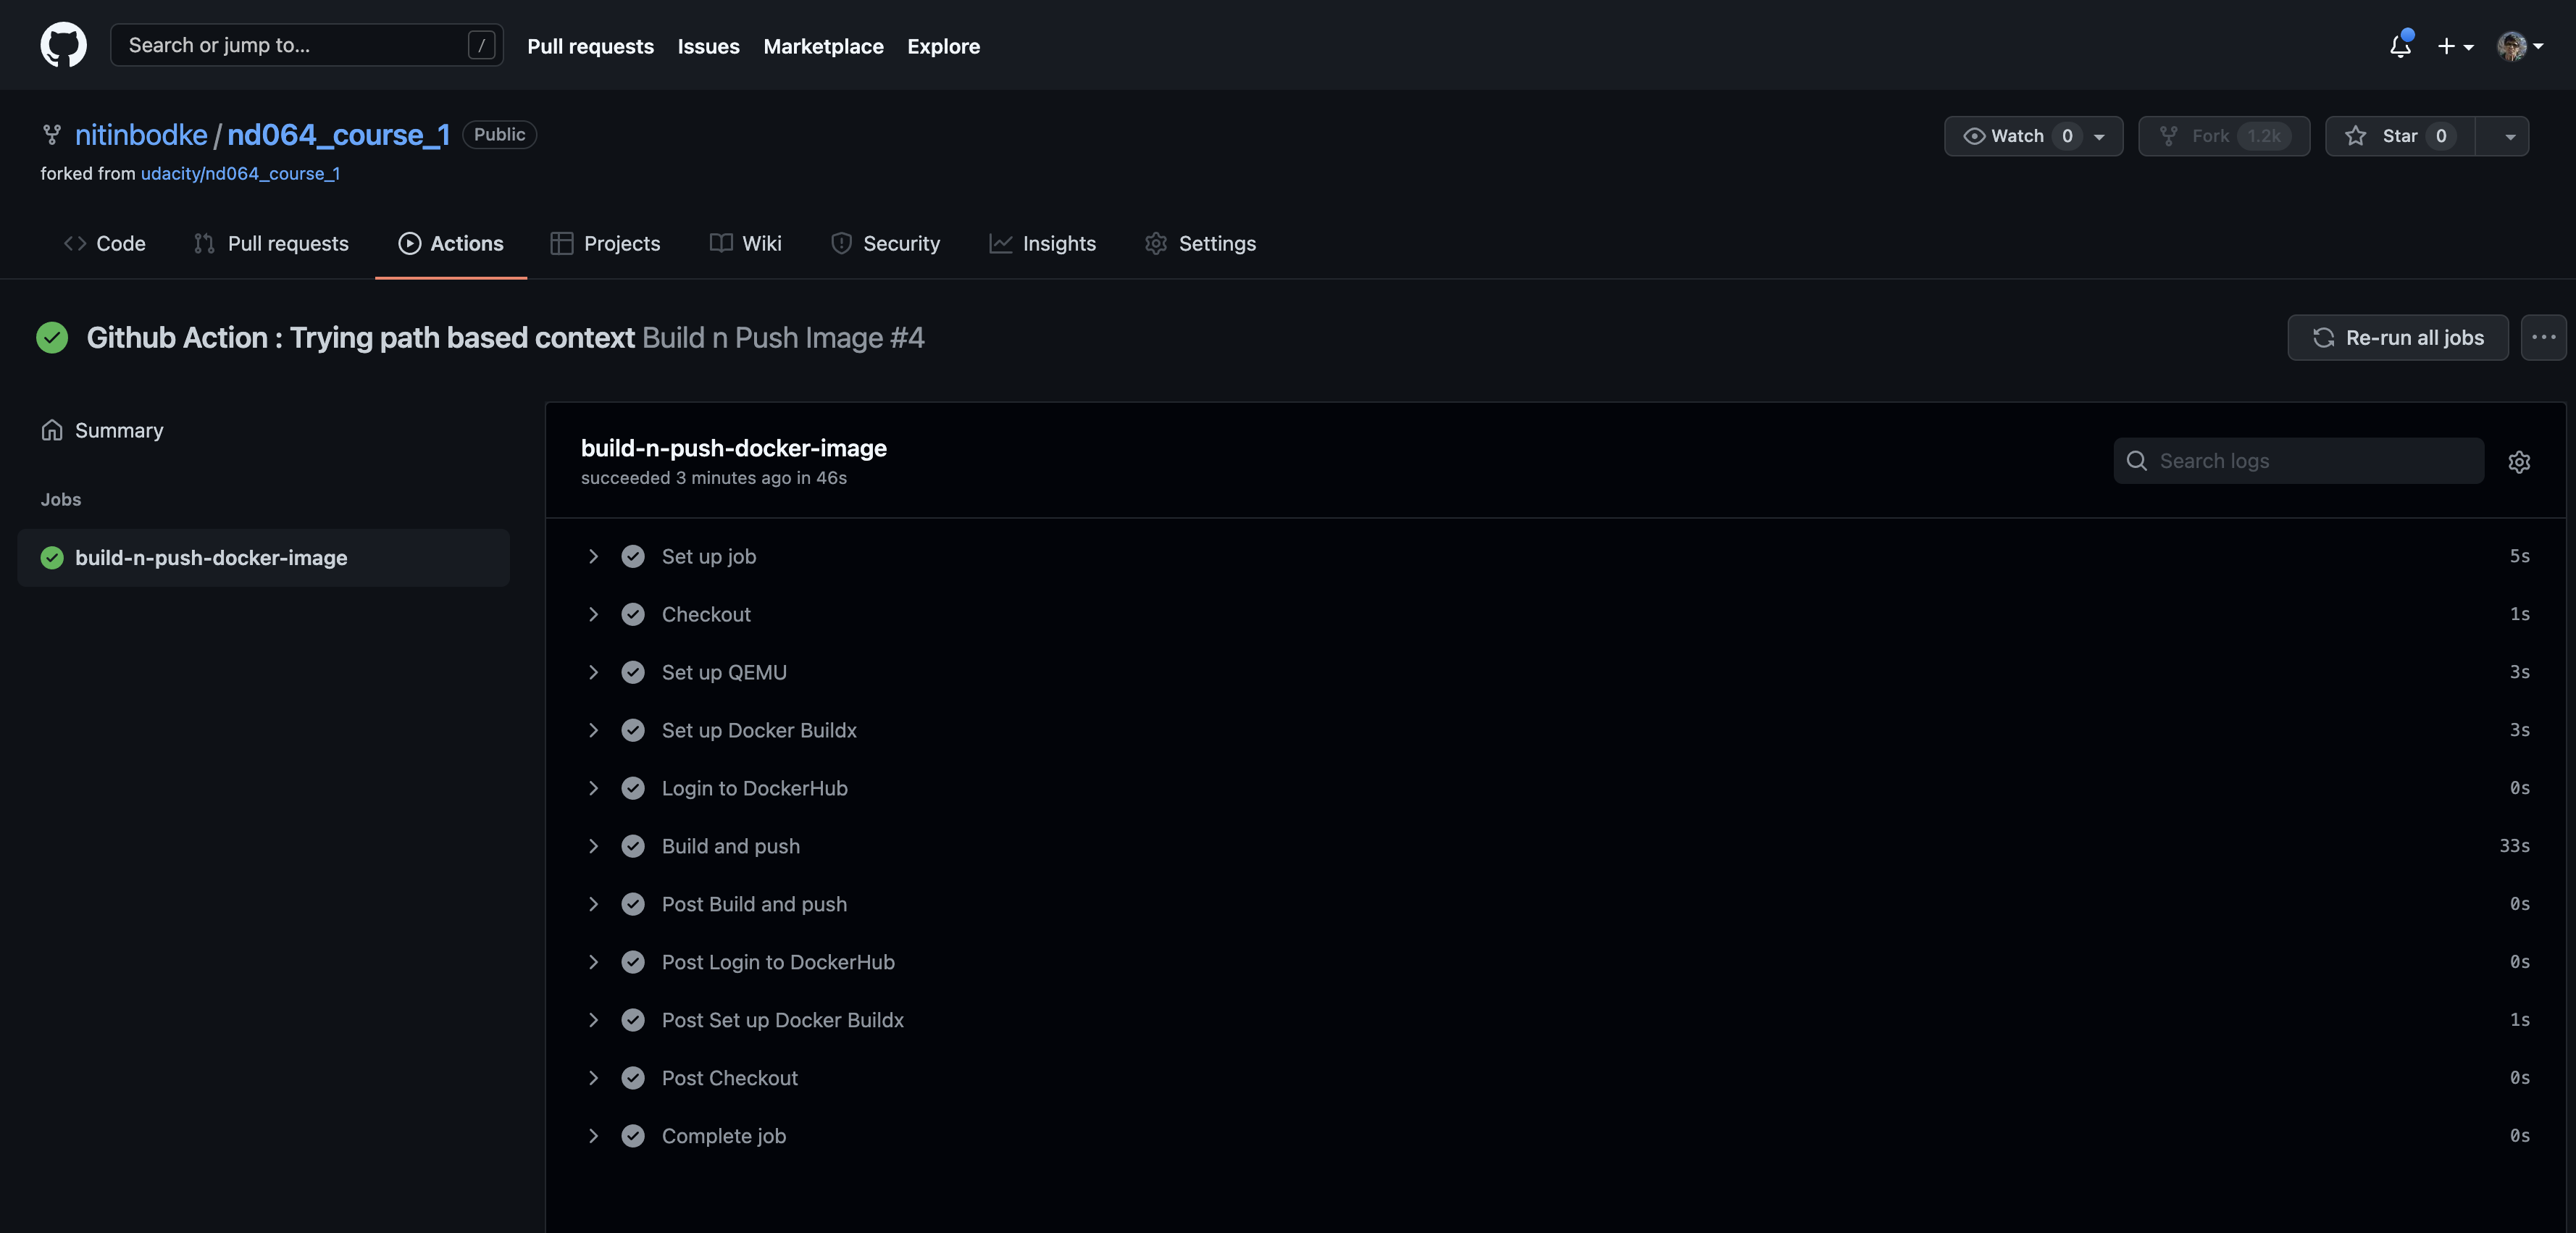 Search or jump to... / Pull requests Issues Marketplace Explore
nitinbodke / nd064_course_1 Public Watch 0 Fork 1.2k Star 0
forked from udacity/nd064_course_1
Code Pull requests Actions Projects Wiki Security Insights Settings
Github Action : Trying path based context Build n Push Image #4 Re-run all jobs
Summary
Jobs
build-n-push-docker-image
build-n-push-docker-image
succeeded 3 minutes ago in 46s
Search logs
Set up job 5s
Checkout 1s
Set up QEMU 3s
Set up Docker Buildx 3s
Login to DockerHub 0s
Build and push 33s
Post Build and push 0s
Post Login to DockerHub 0s
Post Set up Docker Buildx 1s
Post Checkout 0s
Complete job 0s